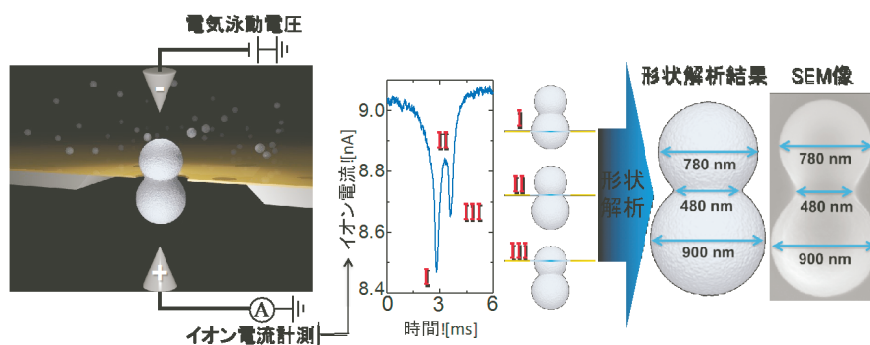 電気泳動電圧
-
+
A
イオン電流計測
イオン電流![nA]
9.0
8.8
8.6
8.4
0
3
6
時間![ms]
I
II
III
I
II
III
形状
解析
形状解析結果
780 nm
480 nm
900 nm
SEM像
780 nm
480 nm
900 nm